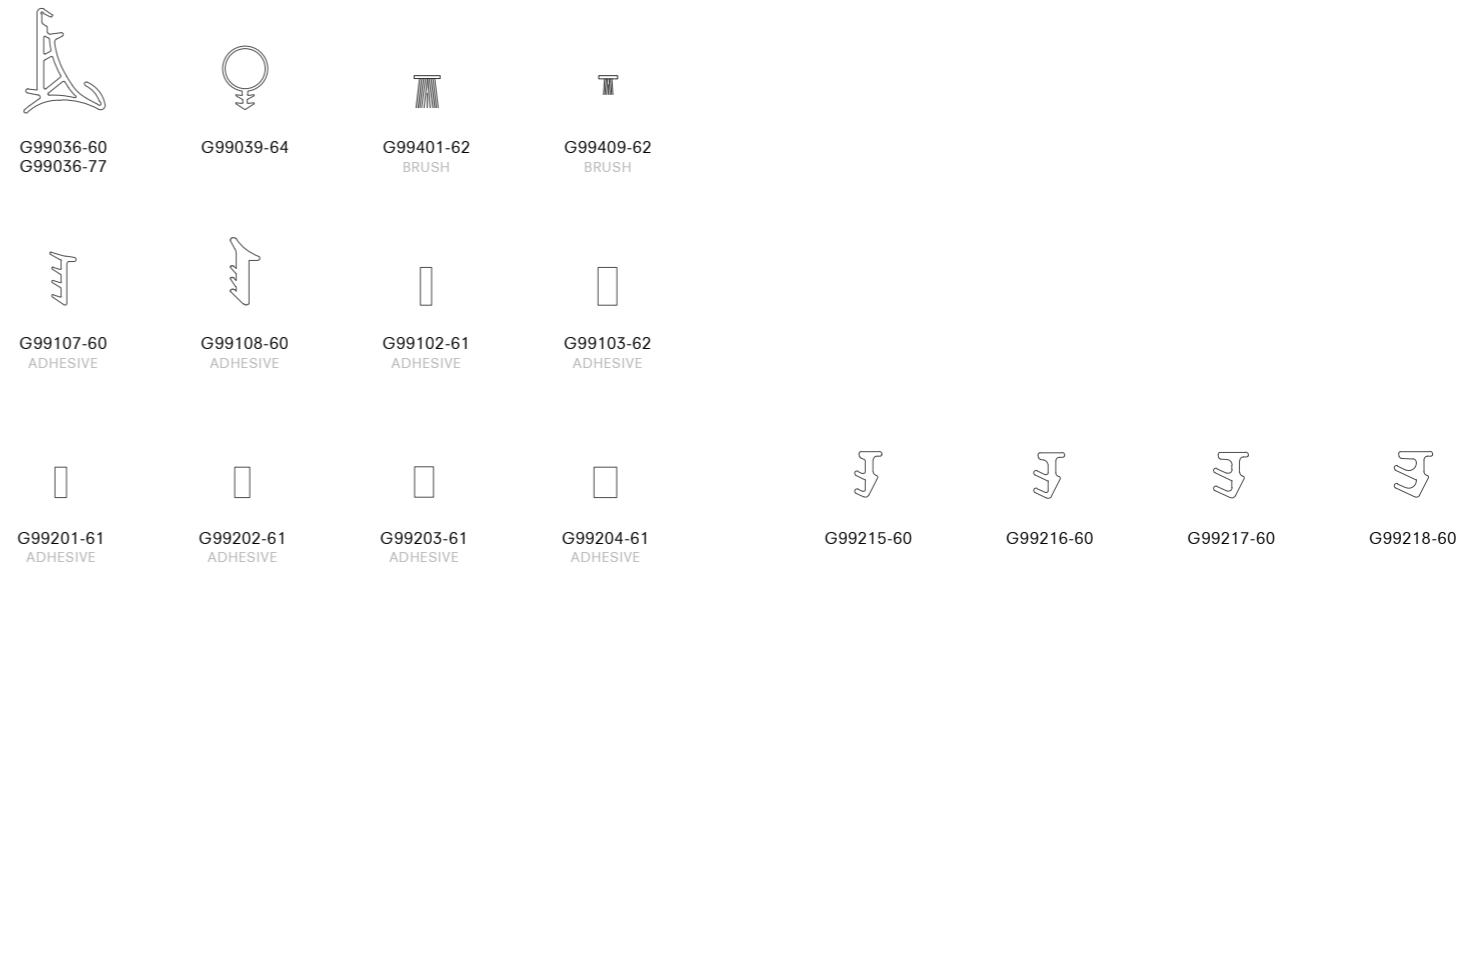 G99036-60
G99036-77
G99039-64
G99401-62
BRUSH
G99409-62
BRUSH
G99107-60
ADHESIVE
G99108-60
ADHESIVE
G99102-61
ADHESIVE
G99103-62
ADHESIVE
G99201-61
ADHESIVE
G99202-61
ADHESIVE
G99203-61
ADHESIVE
G99204-61
ADHESIVE
G99215-60
G99216-60
G99217-60
G99218-60